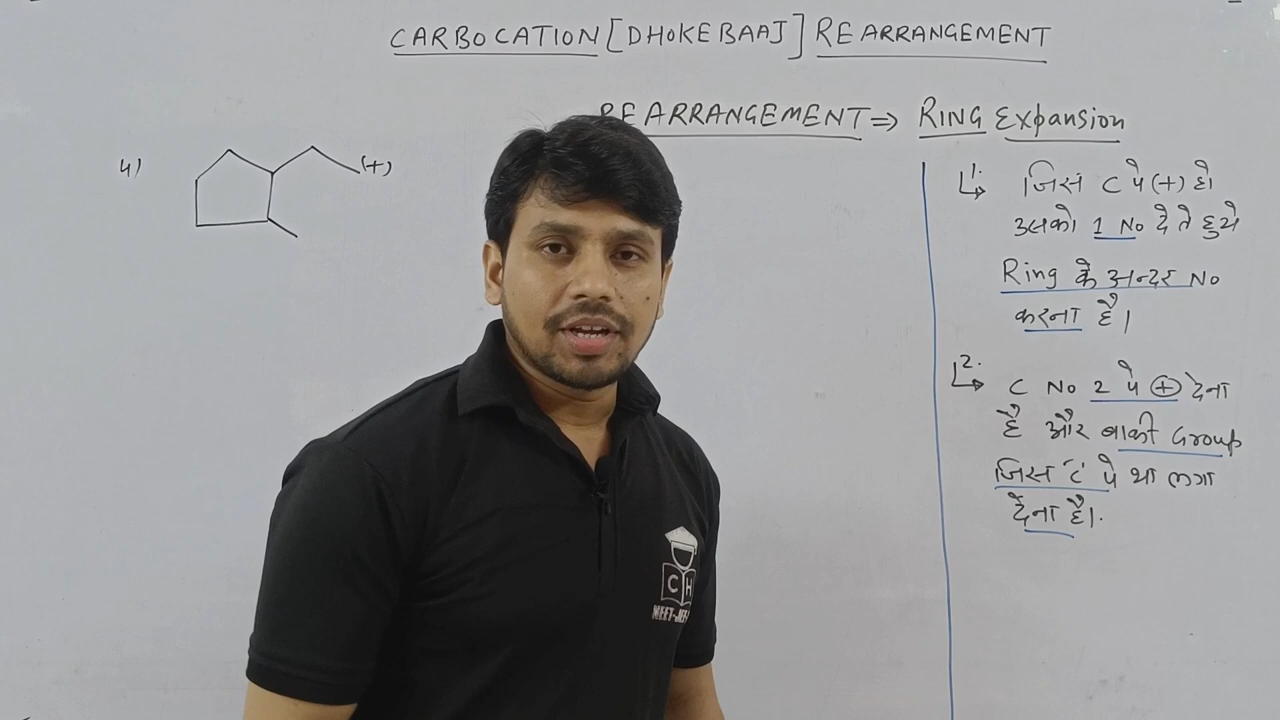 CARBOCATION [DHOKEBAAJ] REARRANGEMENT
REARRANGEMENT ⇒ RING Expansion
4)
(+)
1.
जिस C पे (+) हो
उसको 1 No देते हुये
Ring के अन्दर No
करना है।
2.
C No 2 पे ⊕ देना
है और बाकी Group
जिस 'C' पे था लगा
देना है।
C H